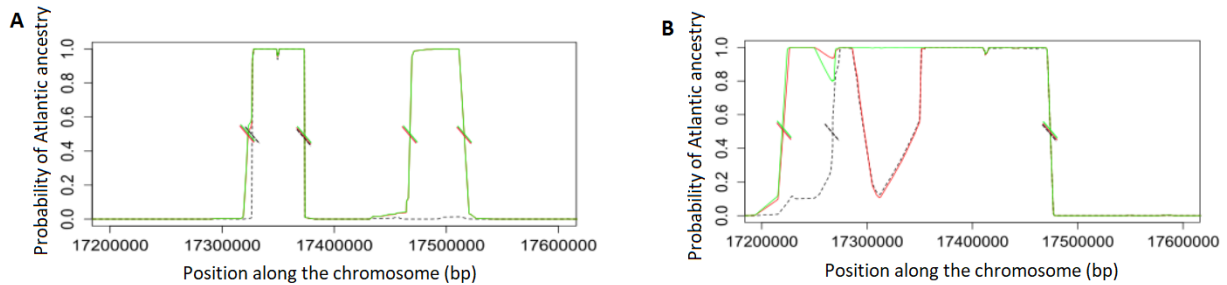 A
Probability of Atlantic ancestry
1.0
0.8
0.6
0.4
0.2
0.0
17200000 17300000 17400000 17500000 17600000
Position along the chromosome (bp)
B
Probability of Atlantic ancestry
1.0
0.8
0.6
0.4
0.2
0.0
17200000 17300000 17400000 17500000 17600000
Position along the chromosome (bp)